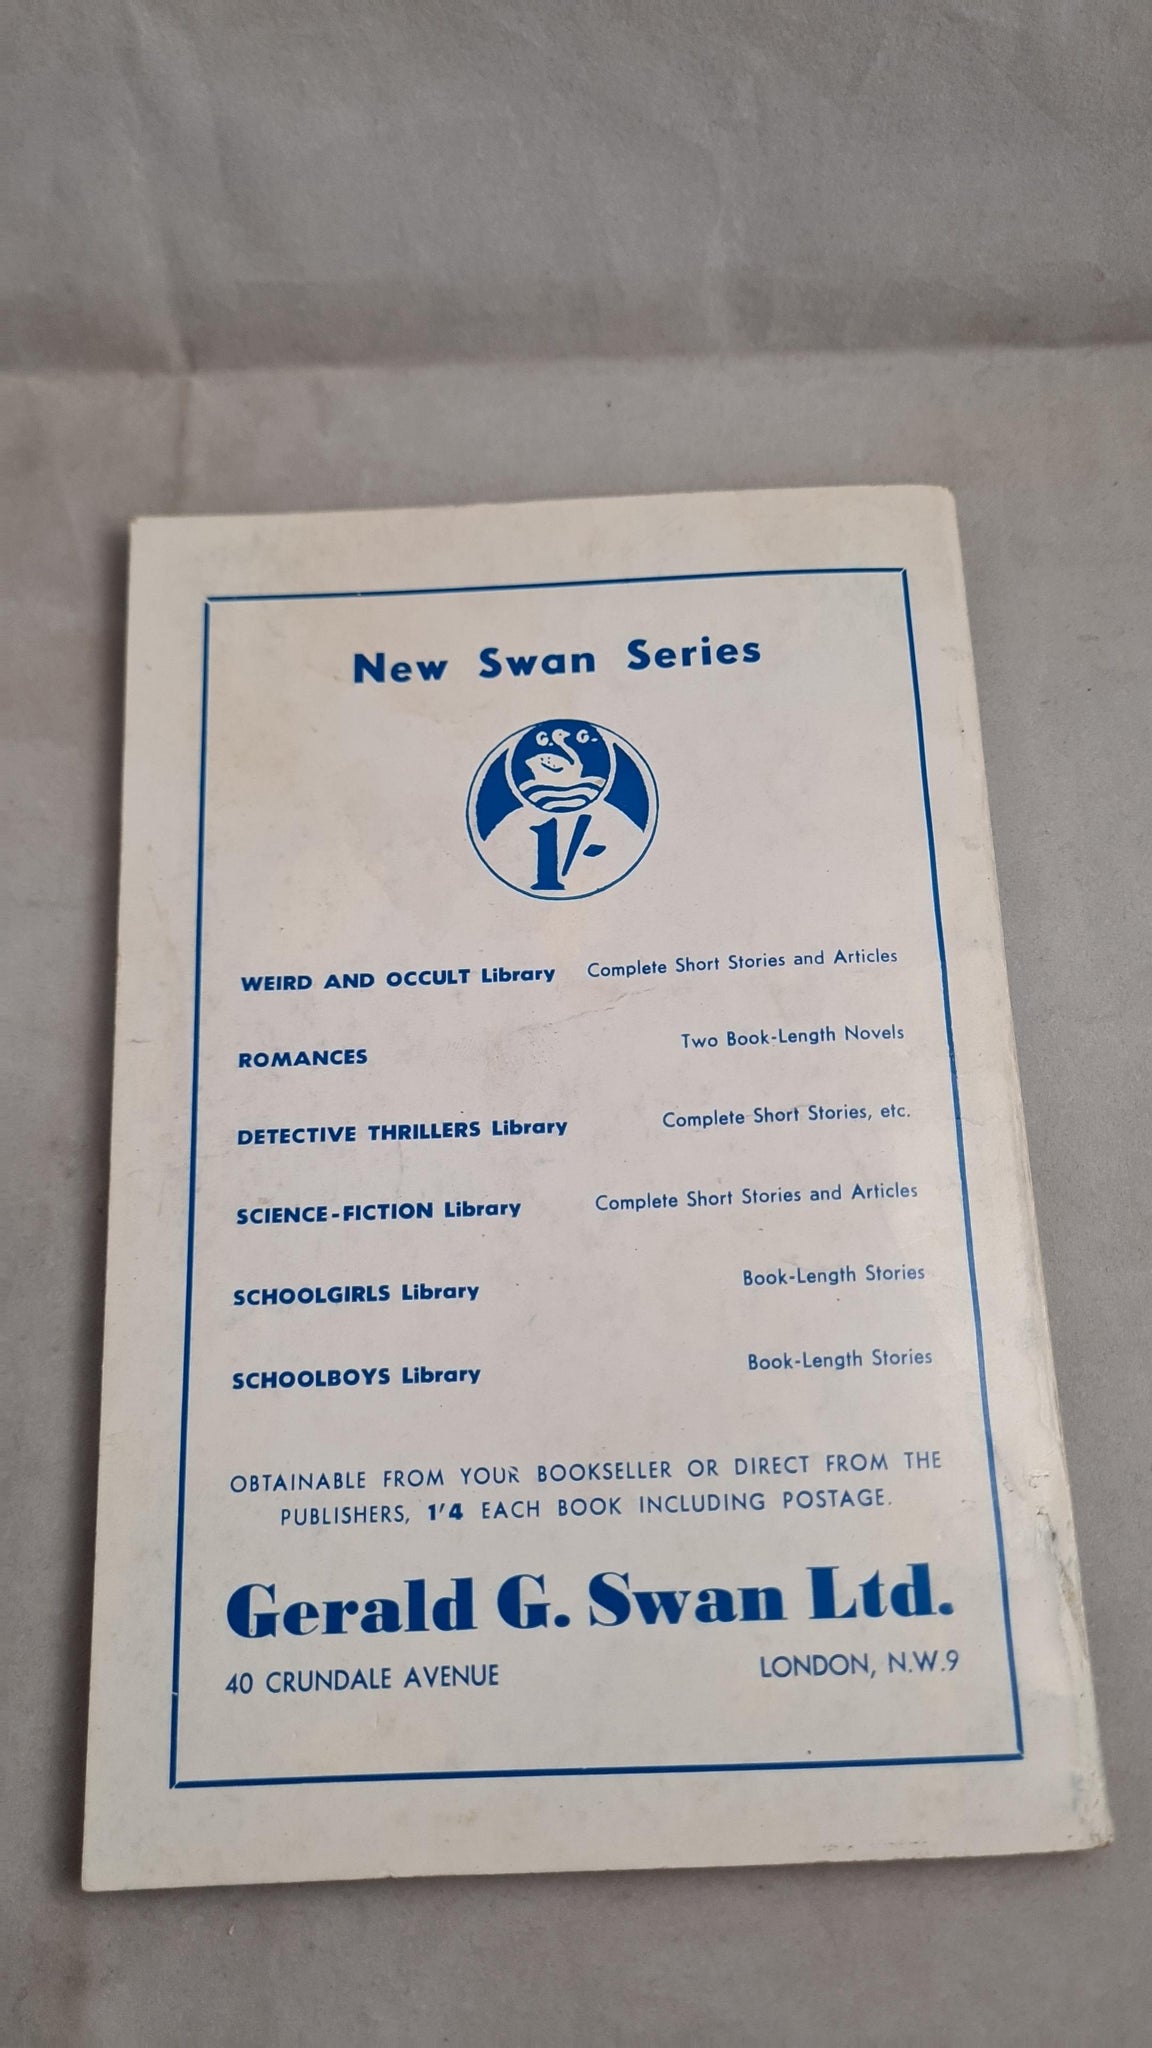 New Swan Series
G. G.
1/-
WEIRD AND OCCULT Library Complete Short Stories and Articles
ROMANCES Two Book-Length Novels
DETECTIVE THRILLERS Library Complete Short Stories, etc.
SCIENCE-FICTION Library Complete Short Stories and Articles
SCHOOLGIRLS Library Book-Length Stories
SCHOOLBOYS Library Book-Length Stories
OBTAINABLE FROM YOUR BOOKSELLER OR DIRECT FROM THE
PUBLISHERS, 1'4 EACH BOOK INCLUDING POSTAGE.
Gerald G. Swan Ltd.
40 CRUNDALE AVENUE LONDON, N.W.9